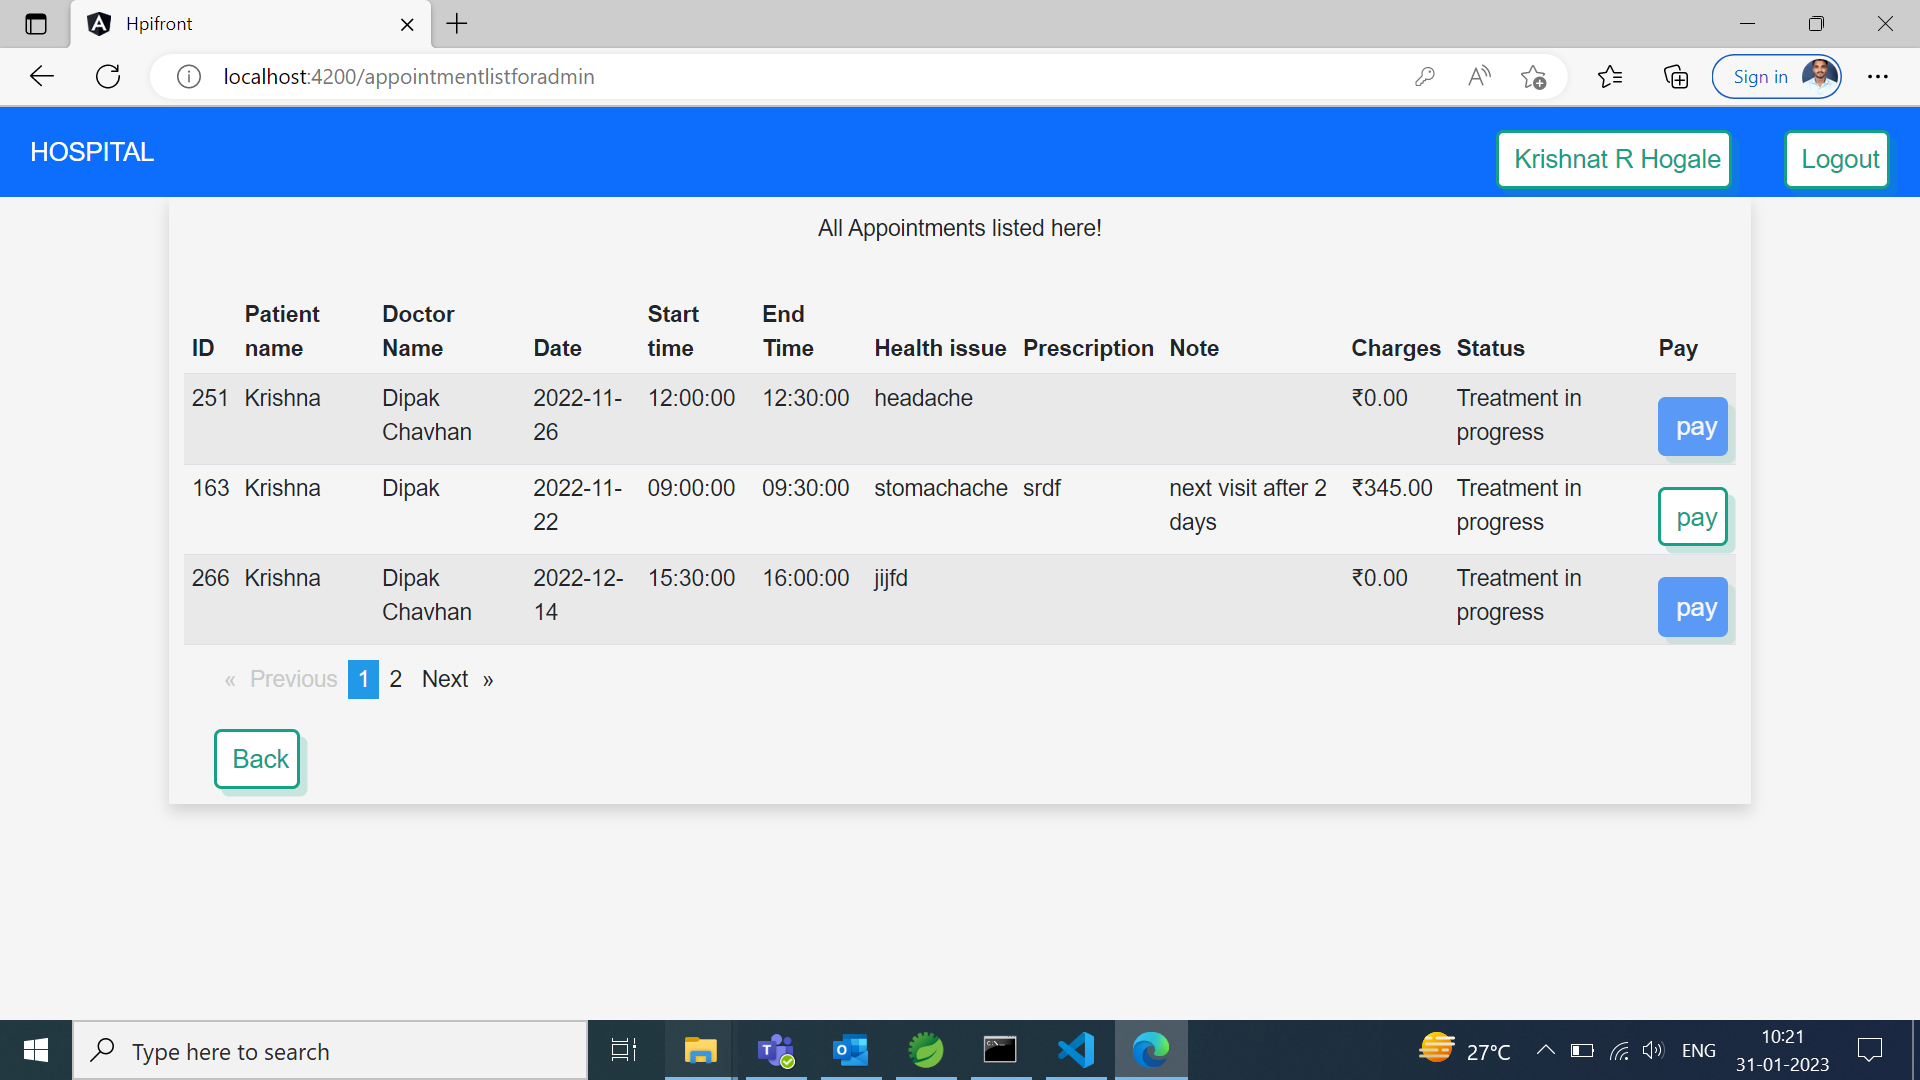 Hpifront
localhost:4200/appointmentlistforadmin
Sign in
HOSPITAL
Krishnat R Hogale
Logout
All Appointments listed here!
ID Patient name Doctor Name Date Start time End Time Health issue Prescription Note Charges Status Pay
251 Krishna Dipak Chavhan 2022-11-26 12:00:00 12:30:00 headache ₹0.00 Treatment in progress pay
163 Krishna Dipak 2022-11-22 09:00:00 09:30:00 stomachache srdf next visit after 2 days ₹345.00 Treatment in progress pay
266 Krishna Dipak Chavhan 2022-12-14 15:30:00 16:00:00 jijfd ₹0.00 Treatment in progress pay
« Previous 1 2 Next »
Back
Type here to search
27°C
ENG
10:21
31-01-2023